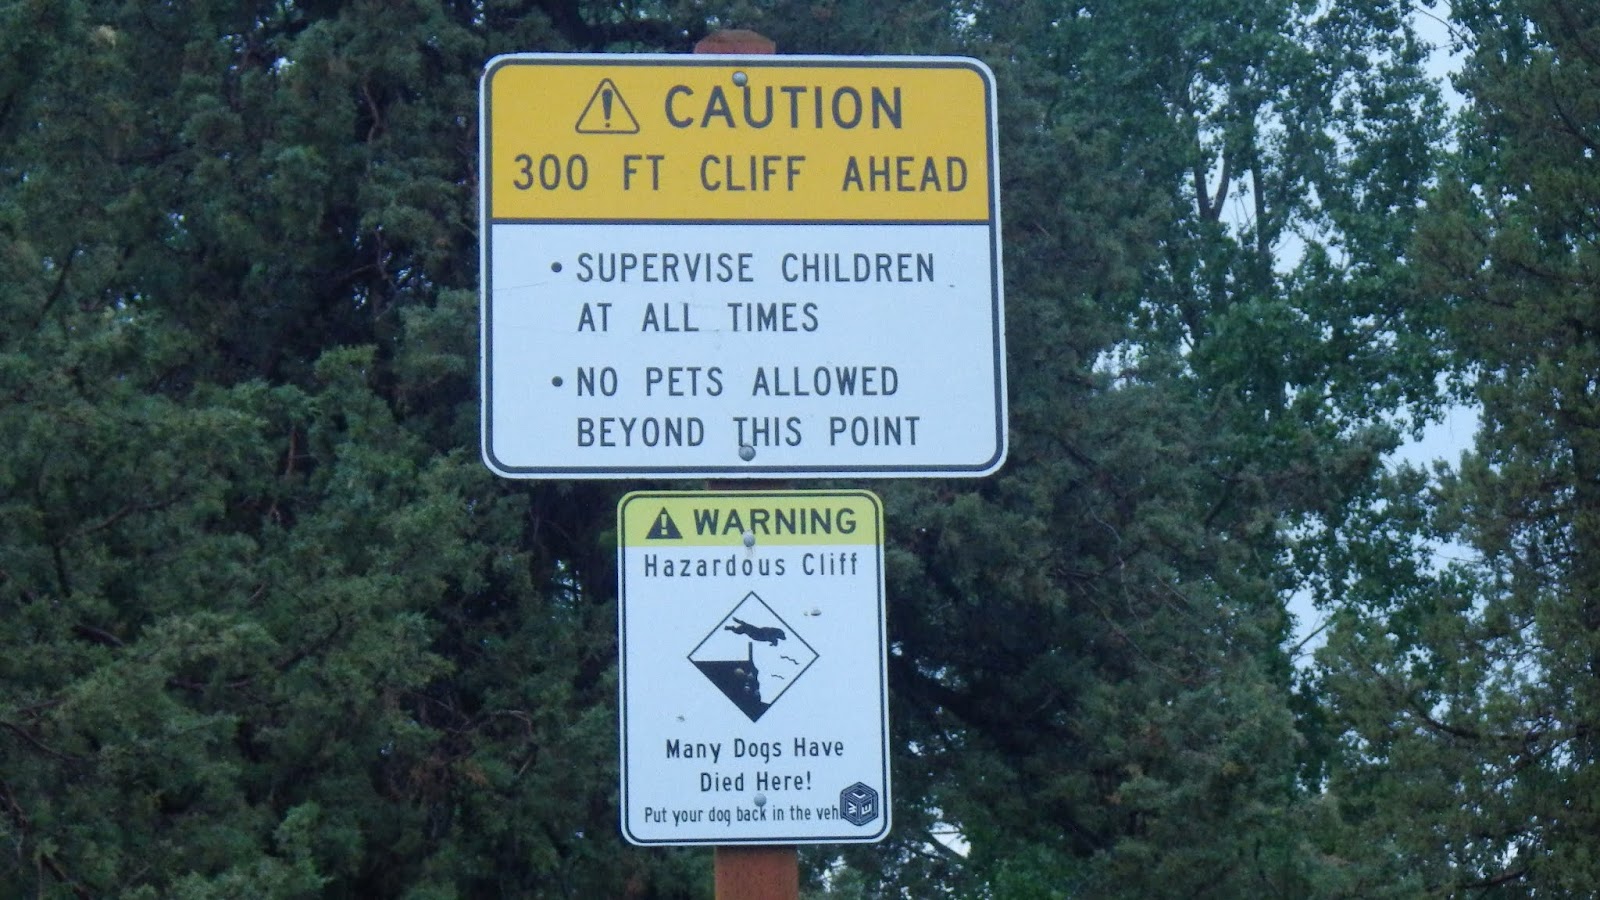 CAUTION
300 FT CLIFF AHEAD
• SUPERVISE CHILDREN
AT ALL TIMES
• NO PETS ALLOWED
BEYOND THIS POINT
WARNING
Hazardous Cliff
Many Dogs Have
Died Here!
Put your dog back in the